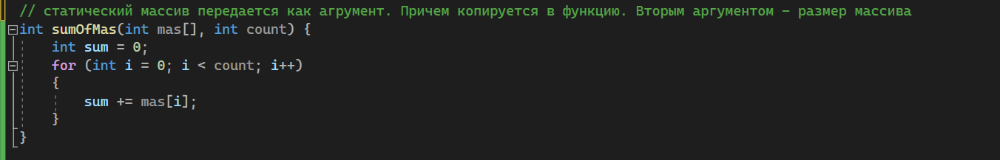 // статический массив передается как агрумент. Причем копируется в функцию. Вторым аргументом - размер массива
int sumOfMas(int mas[], int count) {
int sum = 0;
for (int i = 0; i < count; i++)
{
sum += mas[i];
}
}